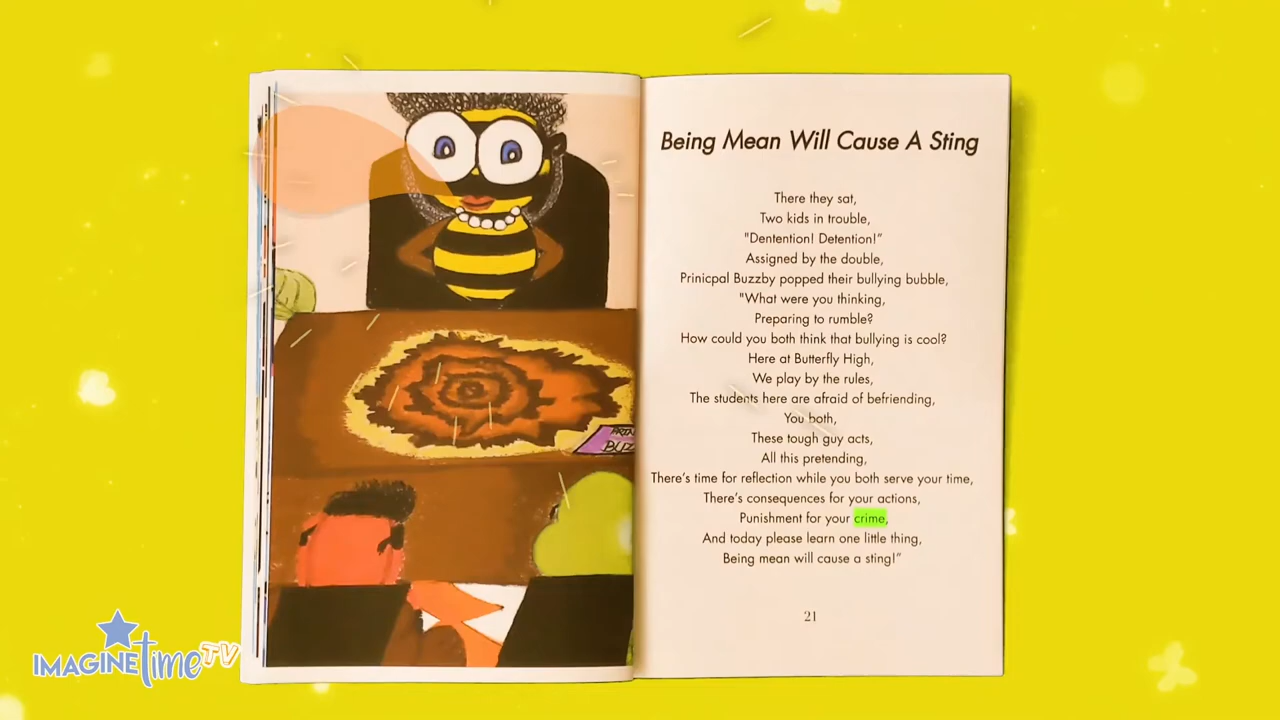 Being Mean Will Cause A Sting
There they sat,
Two kids in trouble,
"Dentention! Detention!"
Assigned by the double,
Prinicpal Buzzby popped their bullying bubble,
"What were you thinking,
Preparing to rumble?
How could you both think that bullying is cool?
Here at Butterfly High,
We play by the rules,
The students here are afraid of befriending,
You both,
These tough guy acts,
All this pretending,
There's time for reflection while you both serve your time,
There's consequences for your actions,
Punishment for your crime,
And today please learn one little thing,
Being mean will cause a sting!"
21
IMAGINEtime TV